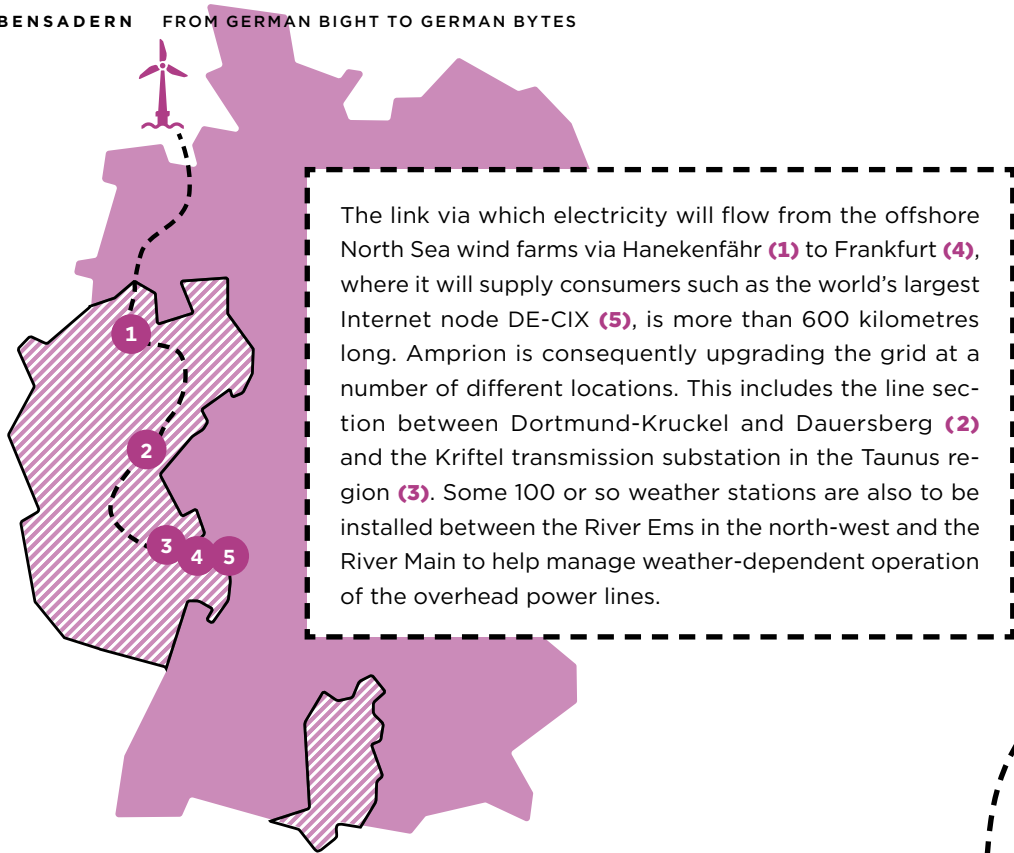 BENSADERN FROM GERMAN BIGHT TO GERMAN BYTES
The link via which electricity will flow from the offshore
North Sea wind farms via Hanekenfähr (1) to Frankfurt (4),
where it will supply consumers such as the world's largest
Internet node DE-CIX (5), is more than 600 kilometres
long. Amprion is consequently upgrading the grid at a
number of different locations. This includes the line sec-
tion between Dortmund-Kruckel and Dauersberg (2)
and the Kriftel transmission substation in the Taunus re-
gion (3). Some 100 or so weather stations are also to be
installed between the River Ems in the north-west and the
River Main to help manage weather-dependent operation
of the overhead power lines.
1
2
3 4 5